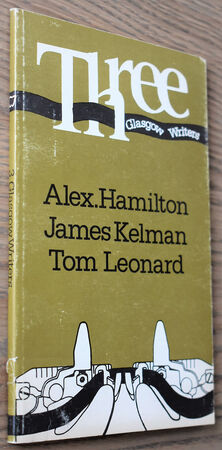 Three
Glasgow Writers
Alex.Hamilton
James Kelman
Tom Leonard
3 Glasgow Writers